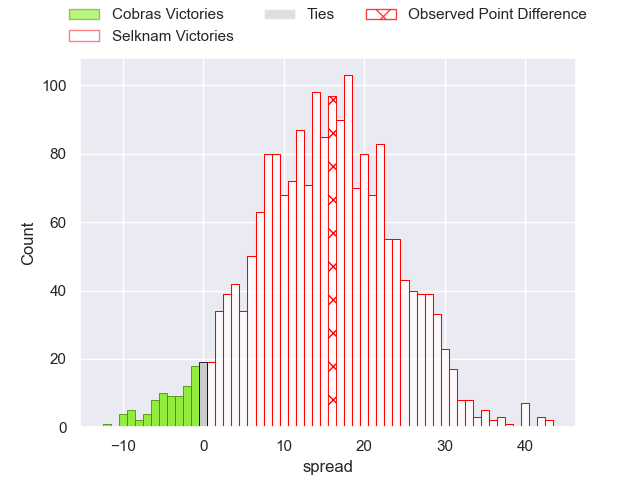 Cobras Victories
Selknam Victories
Ties
Observed Point Difference
100
80
60
40
20
0
Count
−10 0 10 20 30 40
spread